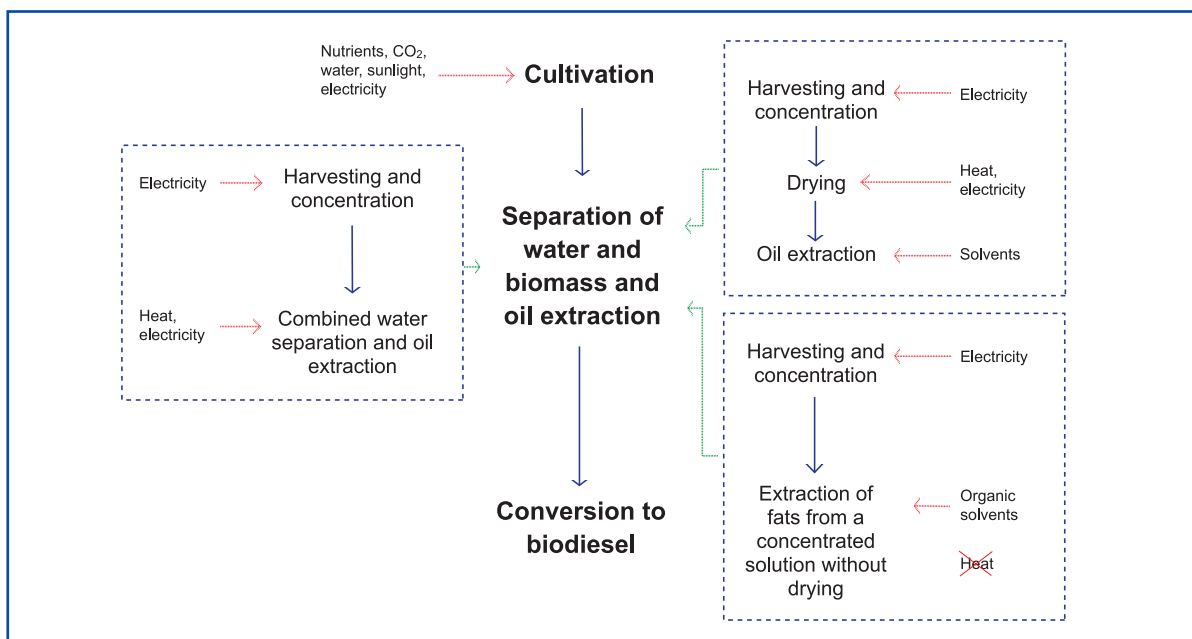 Nutrients, CO₂,
water, sunlight,
electricity
Cultivation
Electricity
Harvesting and
concentration
Heat,
electricity
Combined water
separation and oil
extraction
Separation of
water and
biomass and
oil extraction
Conversion to
biodiesel
Harvesting and
concentration
Electricity
Drying
Heat,
electricity
Oil extraction
Solvents
Harvesting and
concentration
Electricity
Extraction of
fats from a
concentrated
solution without
drying
Organic
solvents
Heat